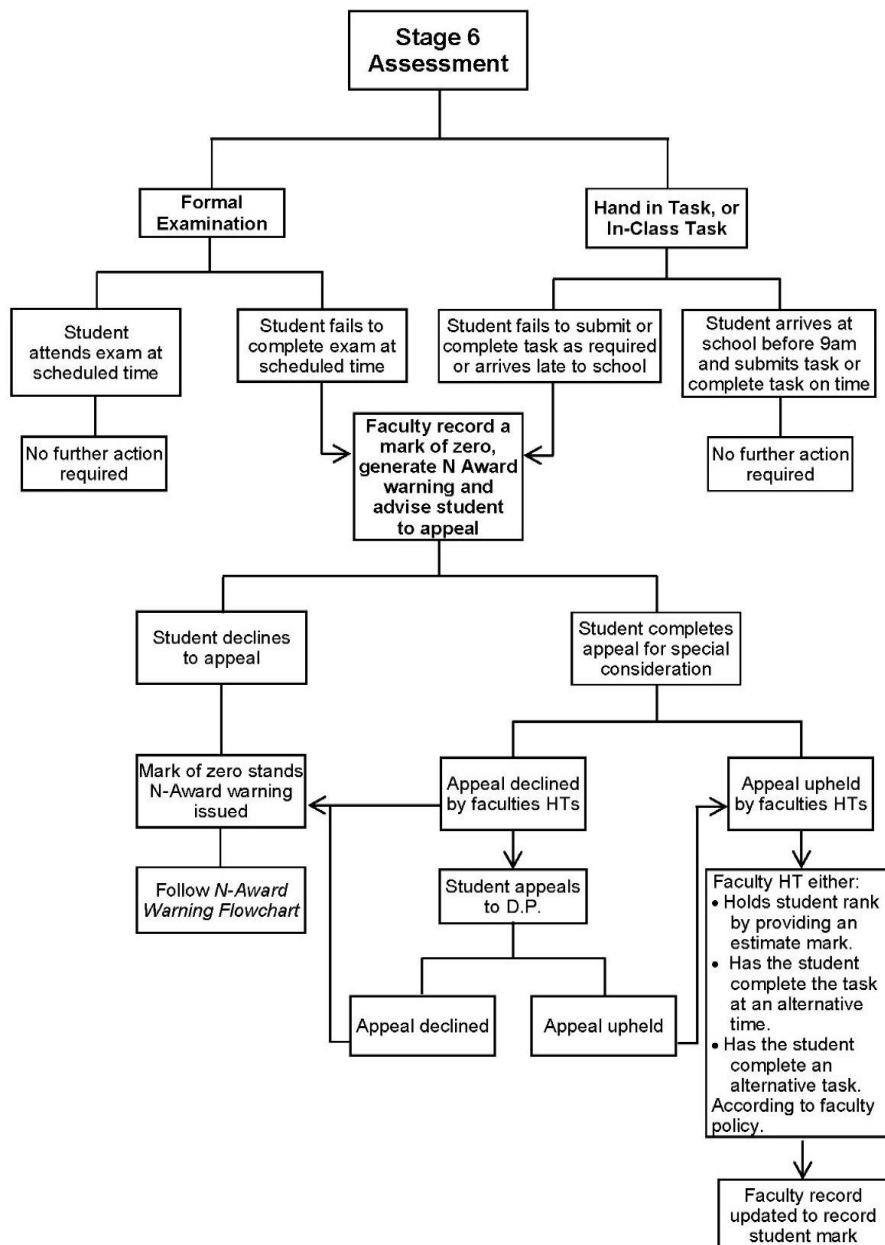 Stage 6
Assessment
Formal
Examination
Hand in Task, or
In-Class Task
Student
attends exam at
scheduled time
Student fails to
complete exam at
scheduled time
Student fails to submit or
complete task as required
or arrives late to school
Student arrives at
school before 9am
and submits task or
complete task on time
No further action
required
Faculty record a
mark of zero,
generate N Award
warning and
advise student
to appeal
No further action
required
Student declines
to appeal
Student completes
appeal for special
consideration
Mark of zero stands
N-Award warning
issued
Appeal declined
by faculties HTs
Appeal upheld
by faculties HTs
Follow N-Award
Warning Flowchart
Student appeals
to D.P.
Faculty HT either:
• Holds student rank
by providing an
estimate mark.
• Has the student
complete the task
at an alternative
time.
• Has the student
complete an
alternative task.
According to faculty
policy.
Appeal declined
Appeal upheld
Faculty record
updated to record
student mark